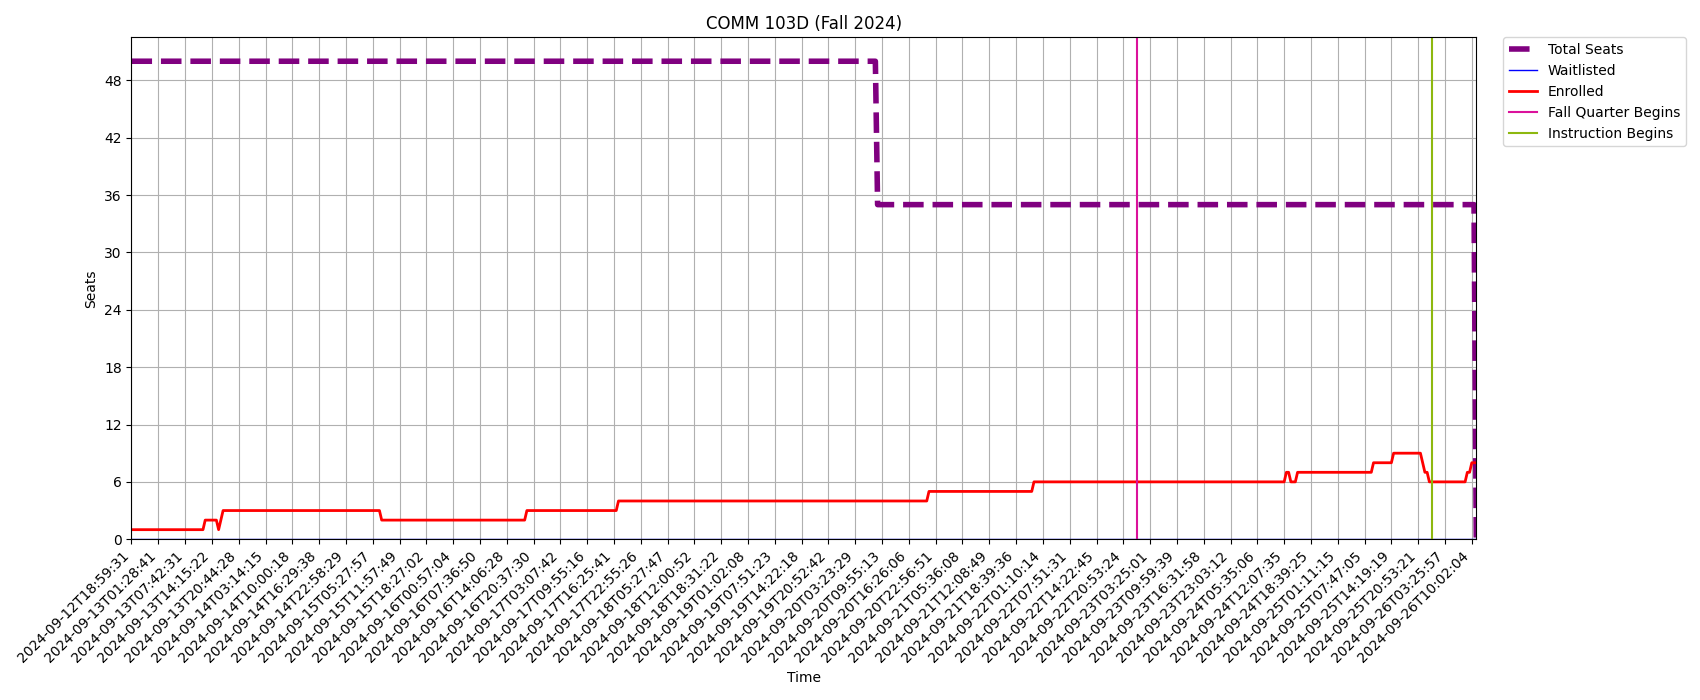 COMM 103D (Fall 2024)
Total Seats
Waitlisted
Enrolled
Fall Quarter Begins
Instruction Begins
Seats
48
42
36
30
24
18
12
6
0
2024-09-12T18:59:31
2024-09-13T01:28:41
2024-09-13T07:42:31
2024-09-13T14:15:22
2024-09-13T20:44:28
2024-09-14T03:14:15
2024-09-14T10:00:18
2024-09-14T16:29:38
2024-09-14T22:58:29
2024-09-15T05:27:57
2024-09-15T11:57:49
2024-09-15T18:27:02
2024-09-16T00:57:04
2024-09-16T07:36:50
2024-09-16T14:06:28
2024-09-16T20:37:30
2024-09-17T03:07:42
2024-09-17T09:55:16
2024-09-17T16:25:41
2024-09-17T22:55:26
2024-09-18T05:27:47
2024-09-18T12:00:52
2024-09-18T18:31:22
2024-09-19T01:02:08
2024-09-19T07:51:23
2024-09-19T14:22:18
2024-09-19T20:52:42
2024-09-20T03:23:29
2024-09-20T09:55:13
2024-09-20T16:26:06
2024-09-20T22:56:51
2024-09-21T05:36:08
2024-09-21T12:08:49
2024-09-21T18:39:36
2024-09-22T01:10:14
2024-09-22T07:51:31
2024-09-22T14:22:45
2024-09-22T20:53:24
2024-09-23T03:25:01
2024-09-23T09:59:39
2024-09-23T16:31:58
2024-09-23T23:03:12
2024-09-24T05:35:06
2024-09-24T12:07:35
2024-09-24T18:39:25
2024-09-25T01:11:15
2024-09-25T07:47:05
2024-09-25T14:19:19
2024-09-25T20:53:21
2024-09-26T03:25:57
2024-09-26T10:02:04
Time